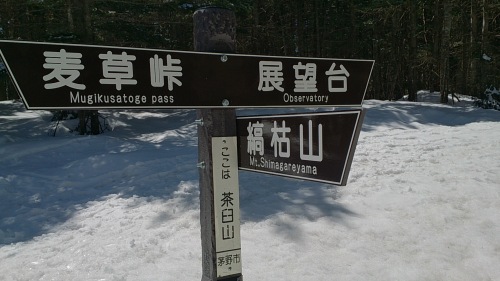 麦草峠
Mugikusatoge pass
展望台
Observatory
縞枯山
Mt.Shimagareyama
ここは
茶臼山
茅野市